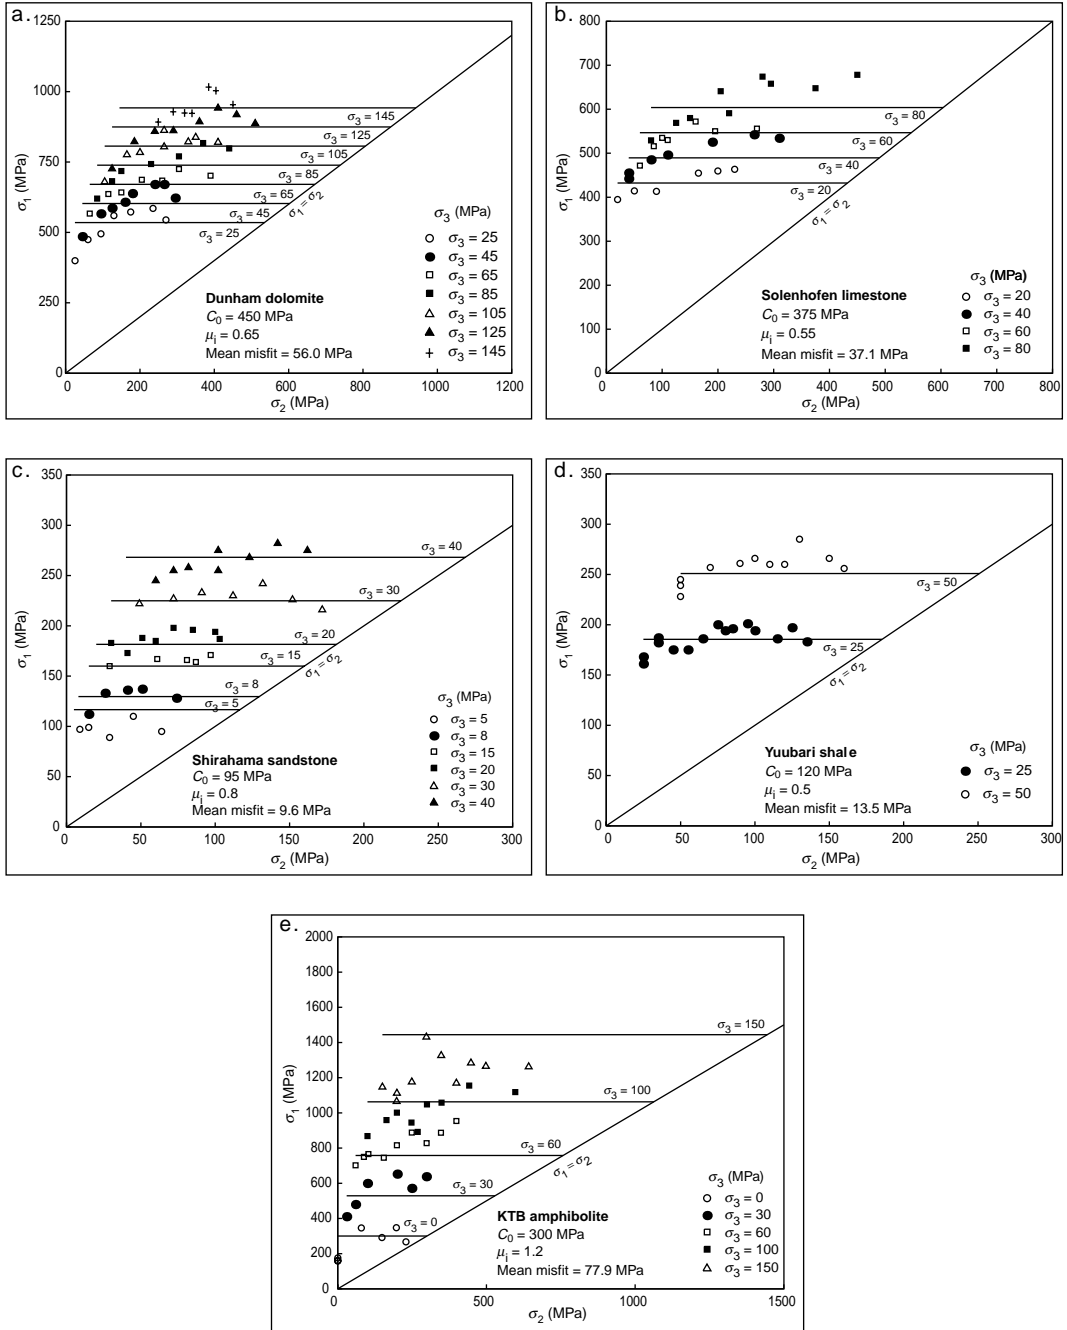 a.
1250
1000
750
500
250
0
σ1 (MPa)
σ3 = 145
σ3 = 125
σ3 = 105
σ3 = 85
σ3 = 65
σ3 = 45
σ3 = 25
σ1 = σ2
σ3 (MPa)
σ3 = 25
σ3 = 45
σ3 = 65
σ3 = 85
σ3 = 105
σ3 = 125
σ3 = 145
Dunham dolomite
C0 = 450 MPa
μi = 0.65
Mean misfit = 56.0 MPa
0 200 400 600 800 1000 1200
σ2 (MPa)
b.
800
700
600
500
400
300
200
100
0
σ1 (MPa)
σ3 = 80
σ3 = 60
σ3 = 40
σ3 = 20
σ1 = σ2
σ3 (MPa)
σ3 = 20
σ3 = 40
σ3 = 60
σ3 = 80
Solenhofen limestone
C0 = 375 MPa
μi = 0.55
Mean misfit = 37.1 MPa
0 100 200 300 400 500 600 700 800
σ2 (MPa)
c.
350
300
250
200
150
100
50
0
σ1 (MPa)
σ3 = 40
σ3 = 30
σ3 = 20
σ3 = 15
σ3 = 8
σ3 = 5
σ1 = σ2
σ3 (MPa)
σ3 = 5
σ3 = 8
σ3 = 15
σ3 = 20
σ3 = 30
σ3 = 40
Shirahama sandstone
C0 = 95 MPa
μi = 0.8
Mean misfit = 9.6 MPa
0 50 100 150 200 250 300
σ2 (MPa)
d.
350
300
250
200
150
100
50
0
σ1 (MPa)
σ3 = 50
σ3 = 25
σ1 = σ2
σ3 (MPa)
σ3 = 25
σ3 = 50
Yuubari shale
C0 = 120 MPa
μi = 0.5
Mean misfit = 13.5 MPa
0 50 100 150 200 250 300
σ2 (MPa)
e.
2000
1800
1600
1400
1200
1000
800
600
400
200
0
σ1 (MPa)
σ3 = 150
σ3 = 100
σ3 = 60
σ3 = 30
σ3 = 0
σ1 = σ2
σ3 (MPa)
σ3 = 0
σ3 = 30
σ3 = 60
σ3 = 100
σ3 = 150
KTB amphibolite
C0 = 300 MPa
μi = 1.2
Mean misfit = 77.9 MPa
0 500 1000 1500
σ2 (MPa)